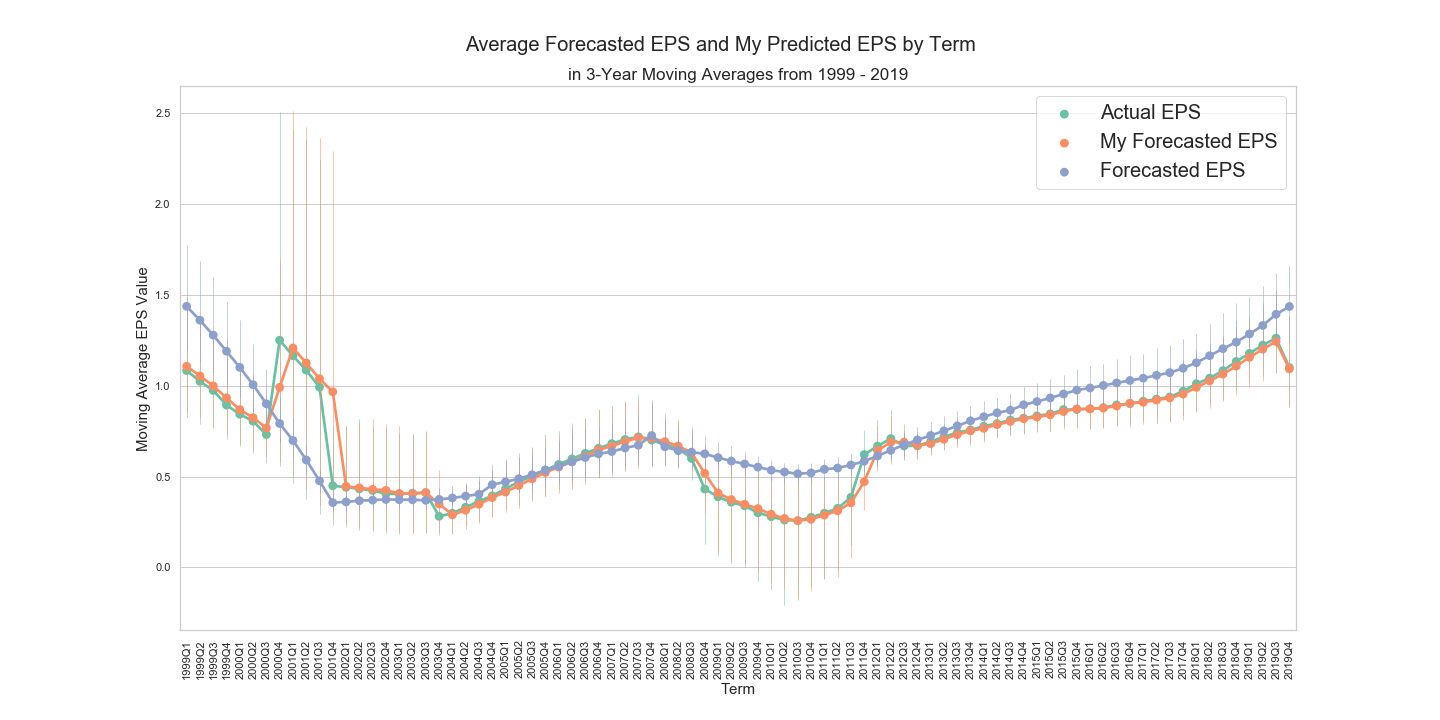 Average Forecasted EPS and My Predicted EPS by Term
in 3-Year Moving Averages from 1999 - 2019
Actual EPS
My Forecasted EPS
Forecasted EPS
Moving Average EPS Value
2.5
2.0
1.5
1.0
0.5
0.0
1999Q1
1999Q2
1999Q3
1999Q4
2000Q1
2000Q2
2000Q3
2000Q4
2001Q1
2001Q2
2001Q3
2001Q4
2002Q1
2002Q2
2002Q3
2002Q4
2003Q1
2003Q2
2003Q3
2003Q4
2004Q1
2004Q2
2004Q3
2004Q4
2005Q1
2005Q2
2005Q3
2005Q4
2006Q1
2006Q2
2006Q3
2006Q4
2007Q1
2007Q2
2007Q3
2007Q4
2008Q1
2008Q2
2008Q3
2008Q4
2009Q1
2009Q2
2009Q3
2009Q4
2010Q1
2010Q2
2010Q3
2010Q4
2011Q1
2011Q2
2011Q3
2011Q4
2012Q1
2012Q2
2012Q3
2012Q4
2013Q1
2013Q2
2013Q3
2013Q4
2014Q1
2014Q2
2014Q3
2014Q4
2015Q1
2015Q2
2015Q3
2015Q4
2016Q1
2016Q2
2016Q3
2016Q4
2017Q1
2017Q2
2017Q3
2017Q4
2018Q1
2018Q2
2018Q3
2018Q4
2019Q1
2019Q2
2019Q3
2019Q4
Term